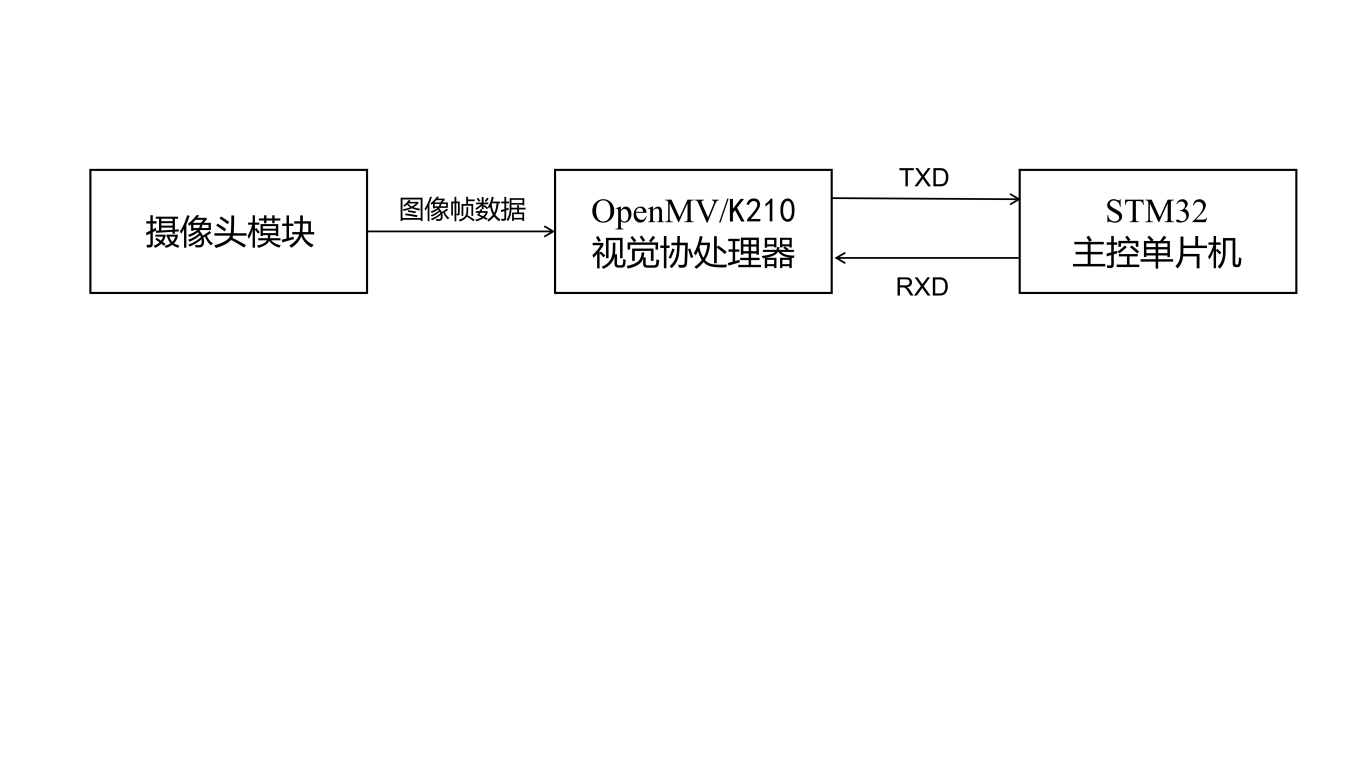 摄像头模块
图像帧数据
OpenMV/K210
视觉协处理器
TXD
RXD
STM32
主控单片机